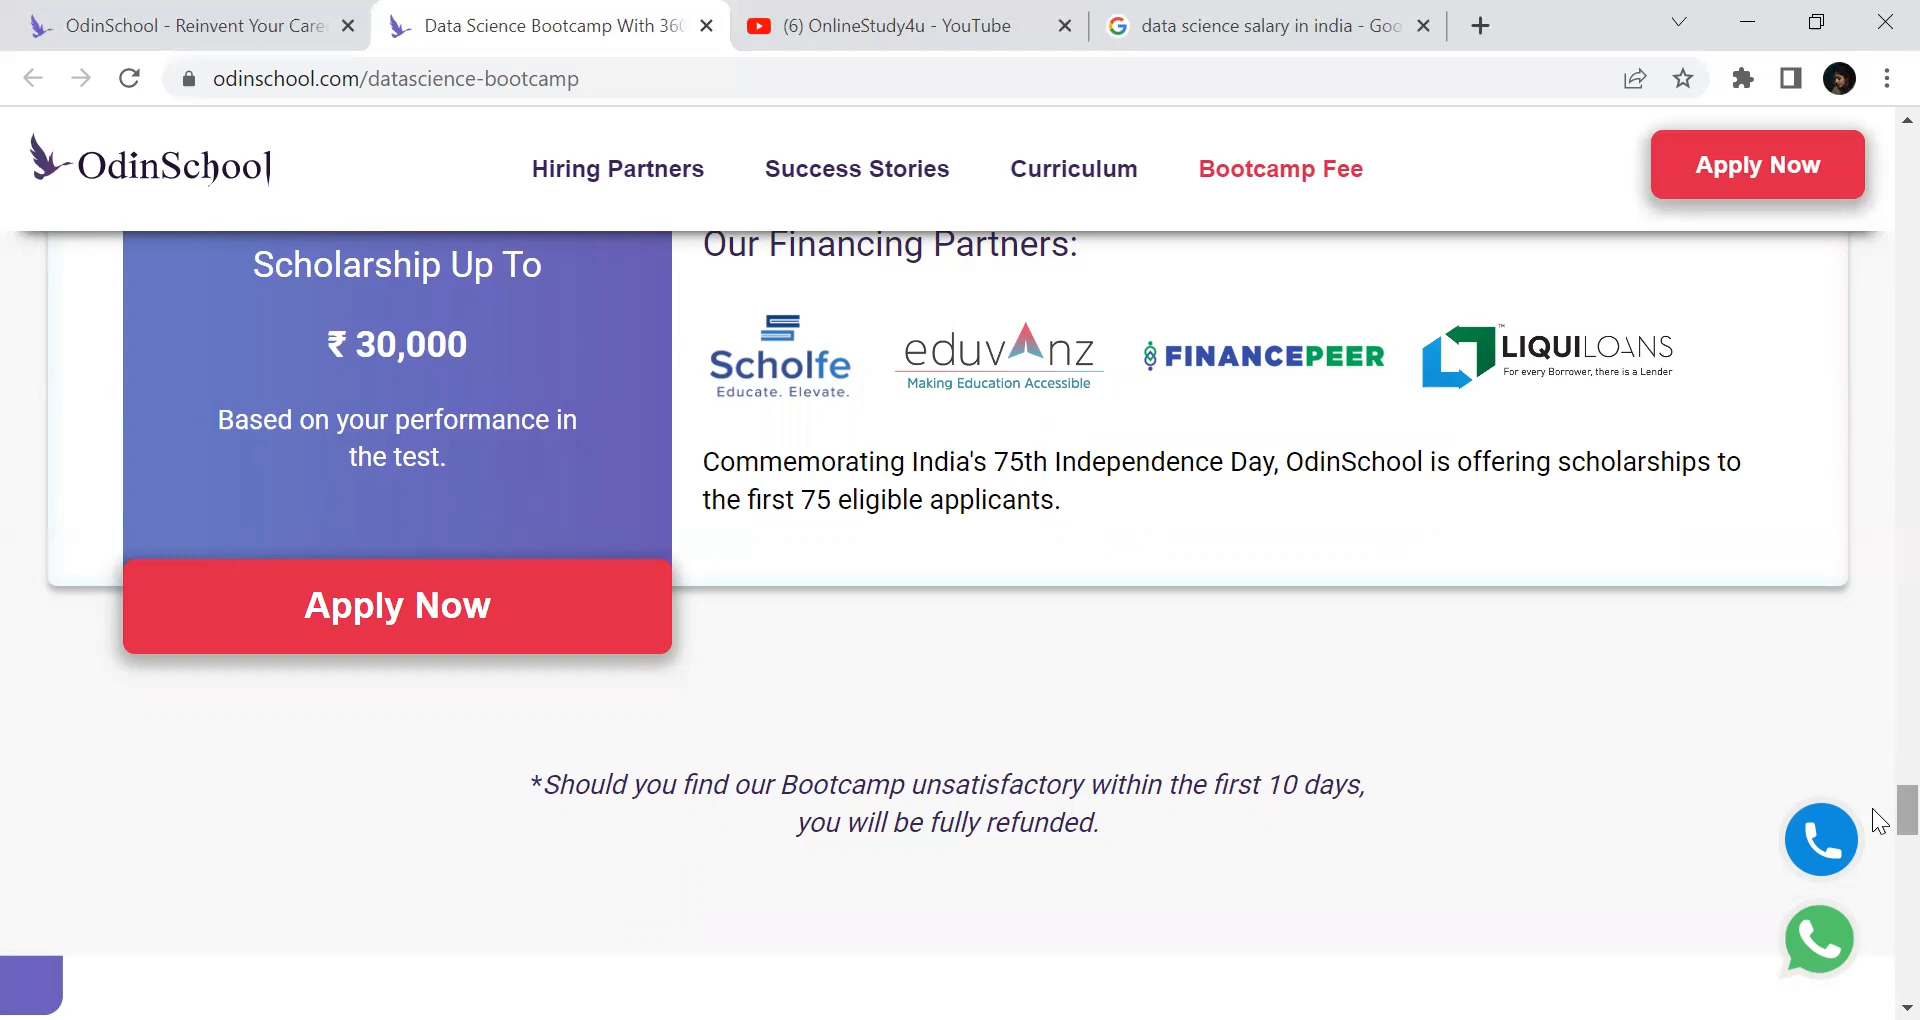 OdinSchool - Reinvent Your Care
Data Science Bootcamp With 360
(6) OnlineStudy4u - YouTube
data science salary in india - Goo
odinschool.com/datascience-bootcamp
OdinSchool
Hiring Partners
Success Stories
Curriculum
Bootcamp Fee
Apply Now
Scholarship Up To
₹ 30,000
Based on your performance in
the test.
Apply Now
Our Financing Partners:
Scholfe
Educate. Elevate.
eduvanz
Making Education Accessible
FINANCEPEER
LIQUILOANS™
For every Borrower, there is a Lender
Commemorating India's 75th Independence Day, OdinSchool is offering scholarships to
the first 75 eligible applicants.
*Should you find our Bootcamp unsatisfactory within the first 10 days,
you will be fully refunded.